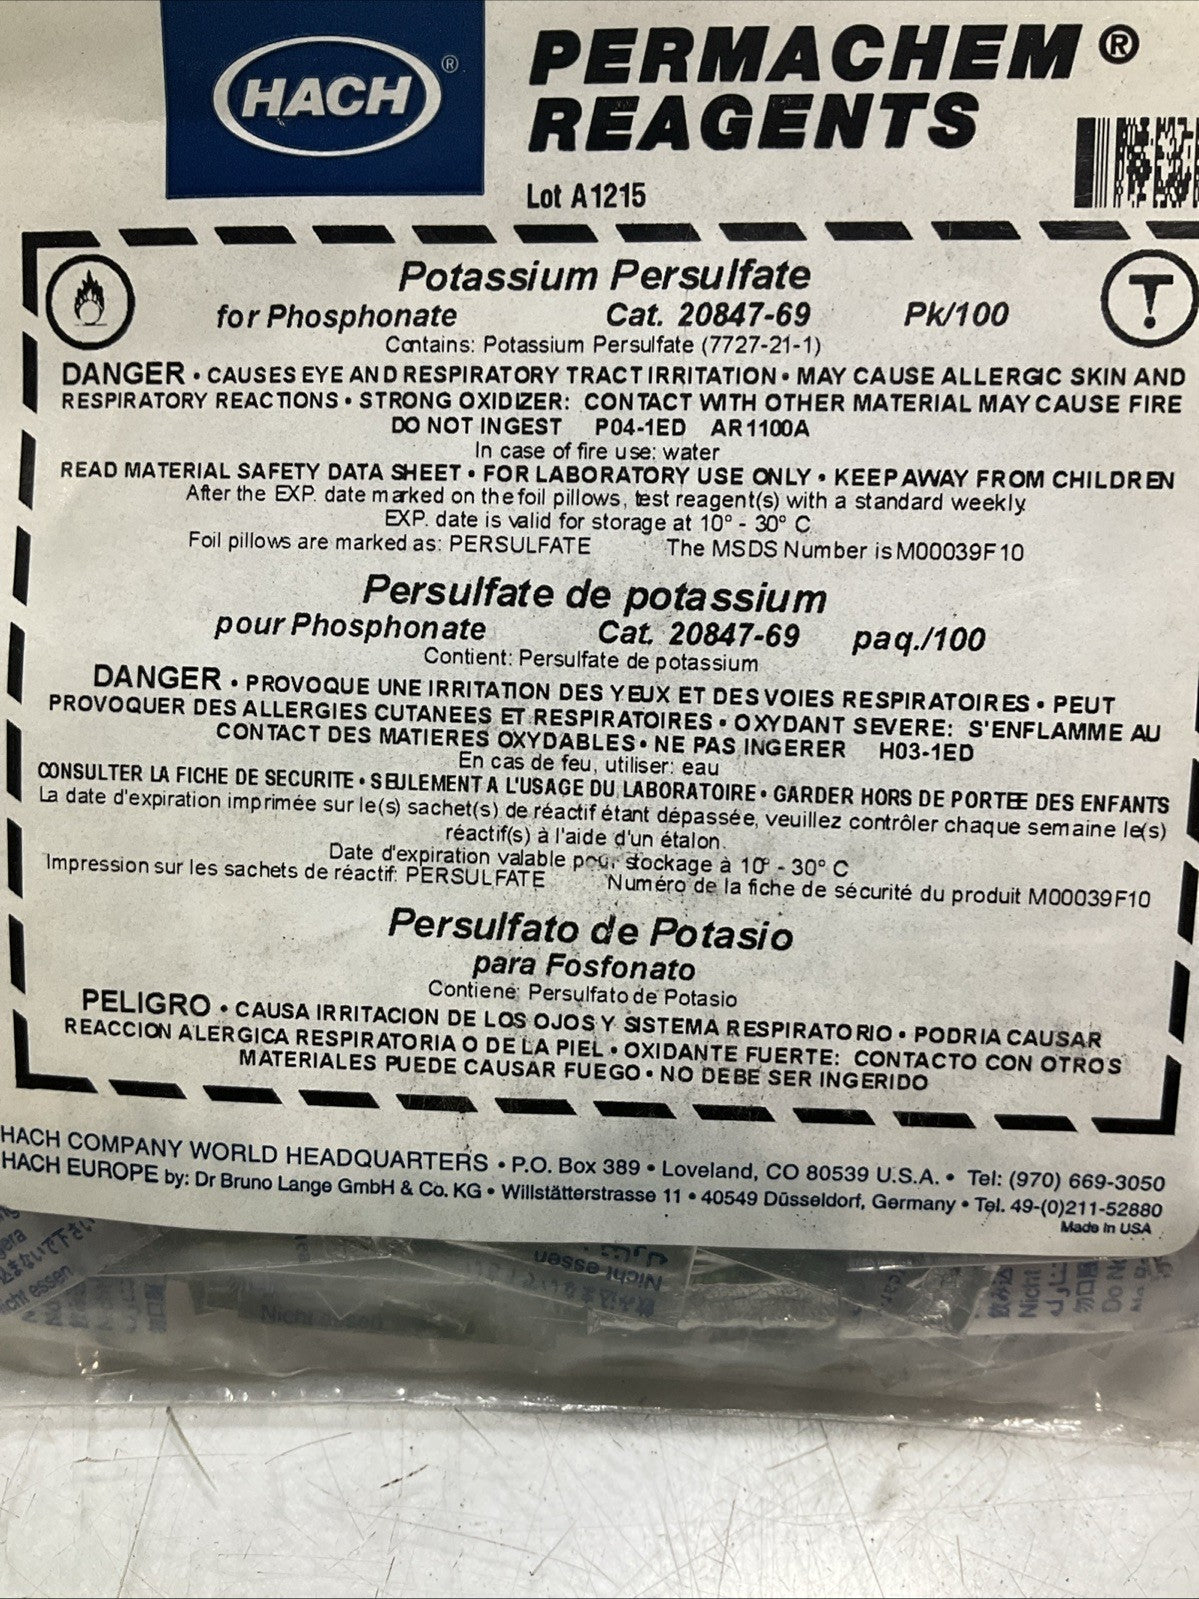 HACH ®
PERMACHEM ®
REAGENTS
Lot A1215
Potassium Persulfate
for Phosphonate Cat. 20847-69 Pk/100
Contains: Potassium Persulfate (7727-21-1)
DANGER • CAUSES EYE AND RESPIRATORY TRACT IRRITATION • MAY CAUSE ALLERGIC SKIN AND
RESPIRATORY REACTIONS • STRONG OXIDIZER: CONTACT WITH OTHER MATERIAL MAY CAUSE FIRE
DO NOT INGEST P04-1ED AR1100A
In case of fire use: water
READ MATERIAL SAFETY DATA SHEET • FOR LABORATORY USE ONLY • KEEP AWAY FROM CHILDREN
After the EXP. date marked on the foil pillows, test reagent(s) with a standard weekly.
EXP. date is valid for storage at 10° - 30° C
Foil pillows are marked as: PERSULFATE The MSDS Number is M00039F10
Persulfate de potassium
pour Phosphonate Cat. 20847-69 paq./100
Contient: Persulfate de potassium
DANGER • PROVOQUE UNE IRRITATION DES YEUX ET DES VOIES RESPIRATOIRES • PEUT
PROVOQUER DES ALLERGIES CUTANEES ET RESPIRATOIRES • OXYDANT SEVERE: S'ENFLAMME AU
CONTACT DES MATIERES OXYDABLES • NE PAS INGERER H03-1ED
En cas de feu, utiliser: eau
CONSULTER LA FICHE DE SECURITE • SEULEMENT A L'USAGE DU LABORATOIRE • GARDER HORS DE PORTEE DES ENFANTS
La date d'expiration imprimée sur le(s) sachet(s) de réactif étant dépassée, veuillez contrôler chaque semaine le(s)
réactif(s) à l'aide d'un étalon.
Date d'expiration valable pour stockage à 10° - 30° C
Impression sur les sachets de réactif: PERSULFATE Numéro de la fiche de sécurité du produit M00039F10
Persulfato de Potasio
para Fosfonato
Contiene: Persulfato de Potasio
PELIGRO • CAUSA IRRITACION DE LOS OJOS Y SISTEMA RESPIRATORIO • PODRIA CAUSAR
REACCION ALERGICA RESPIRATORIA O DE LA PIEL • OXIDANTE FUERTE: CONTACTO CON OTROS
MATERIALES PUEDE CAUSAR FUEGO • NO DEBE SER INGERIDO
HACH COMPANY WORLD HEADQUARTERS • P.O. Box 389 • Loveland, CO 80539 U.S.A. • Tel: (970) 669-3050
HACH EUROPE by: Dr Bruno Lange GmbH & Co. KG • Willstätterstrasse 11 • 40549 Düsseldorf, Germany • Tel. 49-(0)211-52880
Made in USA
Nicht essen
Nicht essen
Nicht
Do